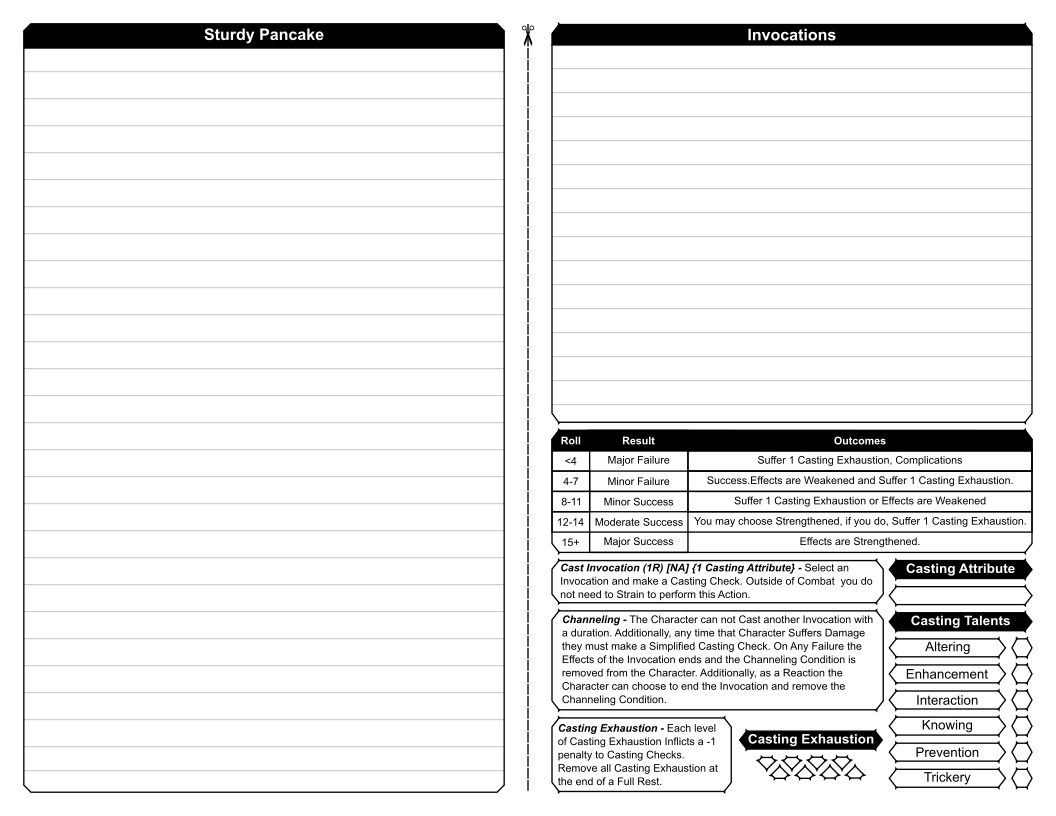 Sturdy Pancake
Invocations
Roll Result Outcomes
<4 Major Failure Suffer 1 Casting Exhaustion, Complications
4-7 Minor Failure Success.Effects are Weakened and Suffer 1 Casting Exhaustion.
8-11 Minor Success Suffer 1 Casting Exhaustion or Effects are Weakened
12-14 Moderate Success You may choose Strengthened, if you do, Suffer 1 Casting Exhaustion.
15+ Major Success Effects are Strengthened.
Cast Invocation (1R) [NA] {1 Casting Attribute} - Select an
Invocation and make a Casting Check. Outside of Combat you do
not need to Strain to perform this Action.
Channeling - The Character can not Cast another Invocation with
a duration. Additionally, any time that Character Suffers Damage
they must make a Simplified Casting Check. On Any Failure the
Effects of the Invocation ends and the Channeling Condition is
removed from the Character. Additionally, as a Reaction the
Character can choose to end the Invocation and remove the
Channeling Condition.
Casting Exhaustion - Each level
of Casting Exhaustion Inflicts a -1
penalty to Casting Checks.
Remove all Casting Exhaustion at
the end of a Full Rest.
Casting Exhaustion
Casting Attribute
Casting Talents
Altering
Enhancement
Interaction
Knowing
Prevention
Trickery